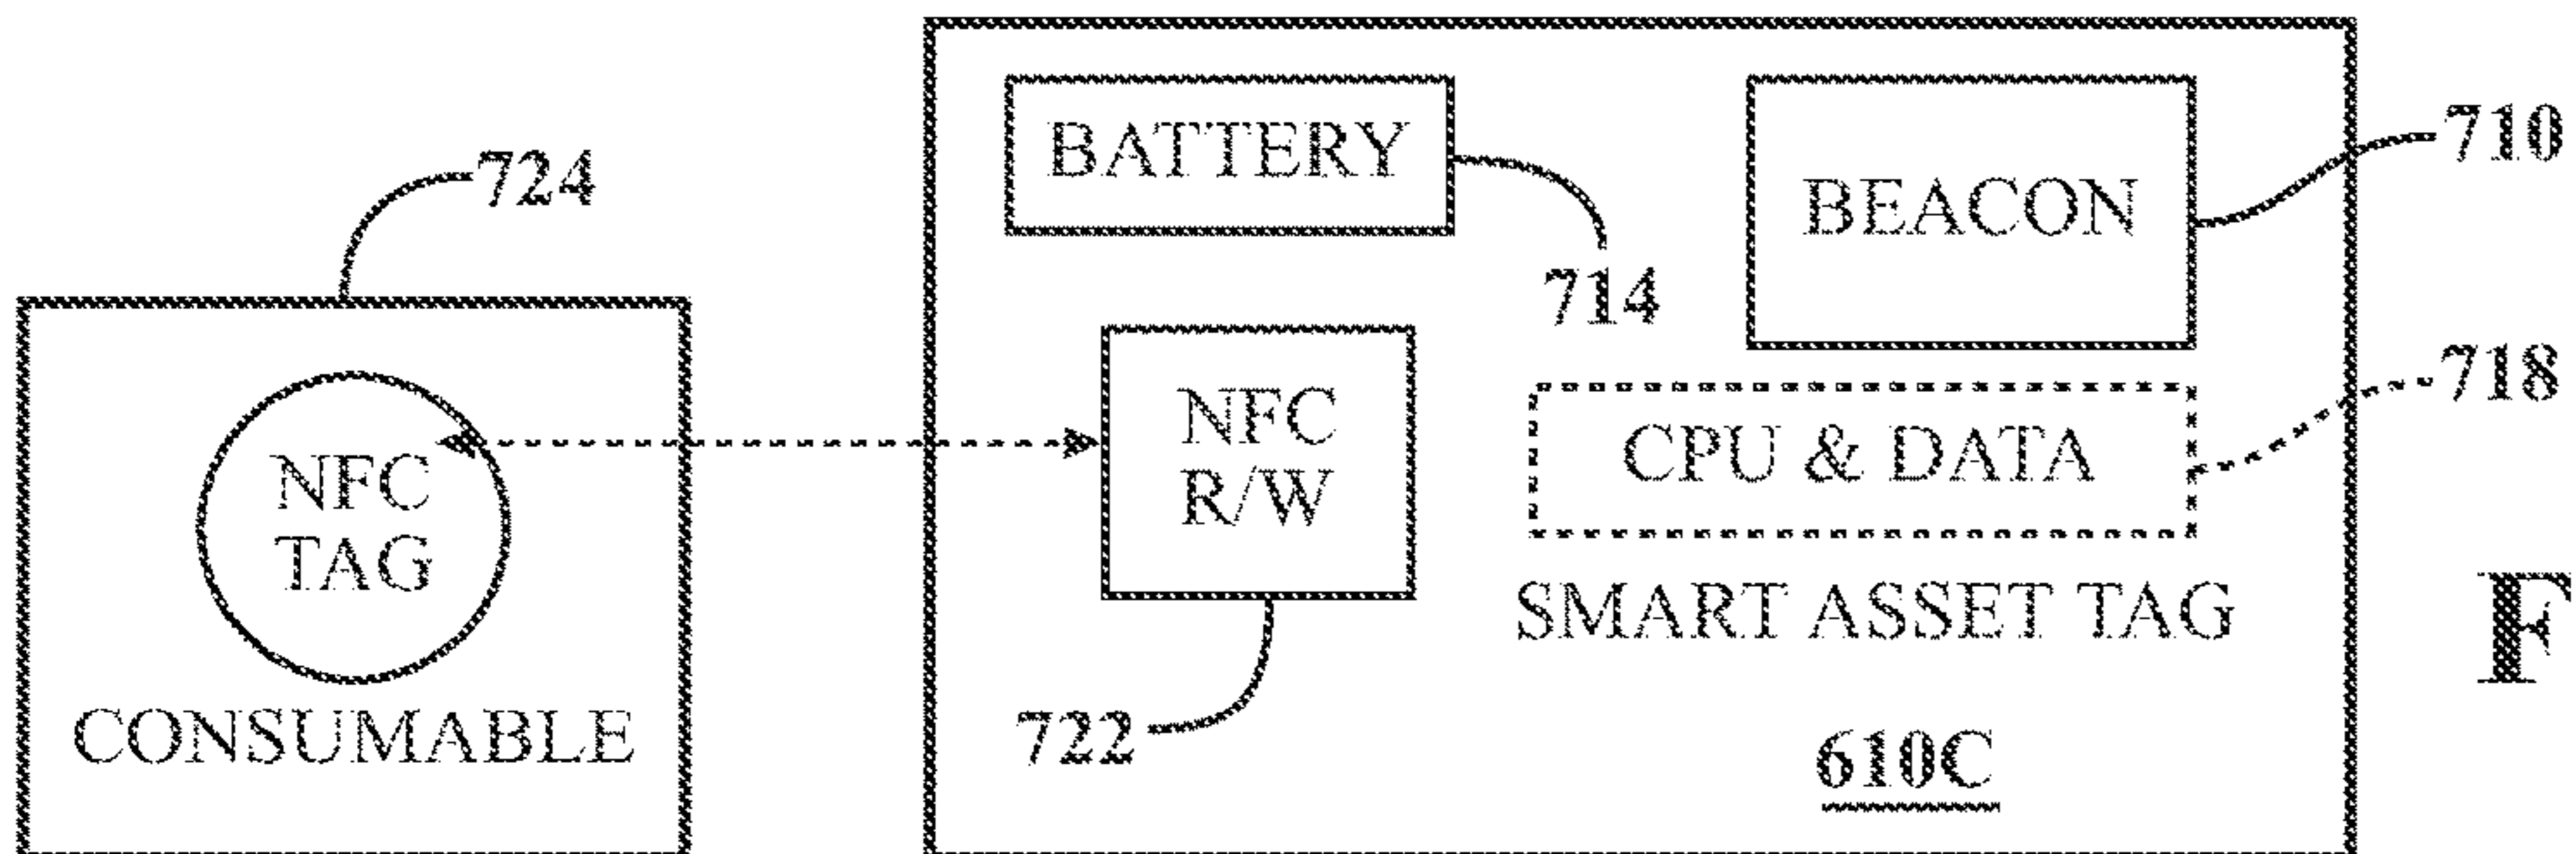 724
NFC
TAG
CONSUMABLE
BATTERY
714
BEACON
710
NFC
R/W
722
CPU & DATA
718
SMART ASSET TAG
610C
F